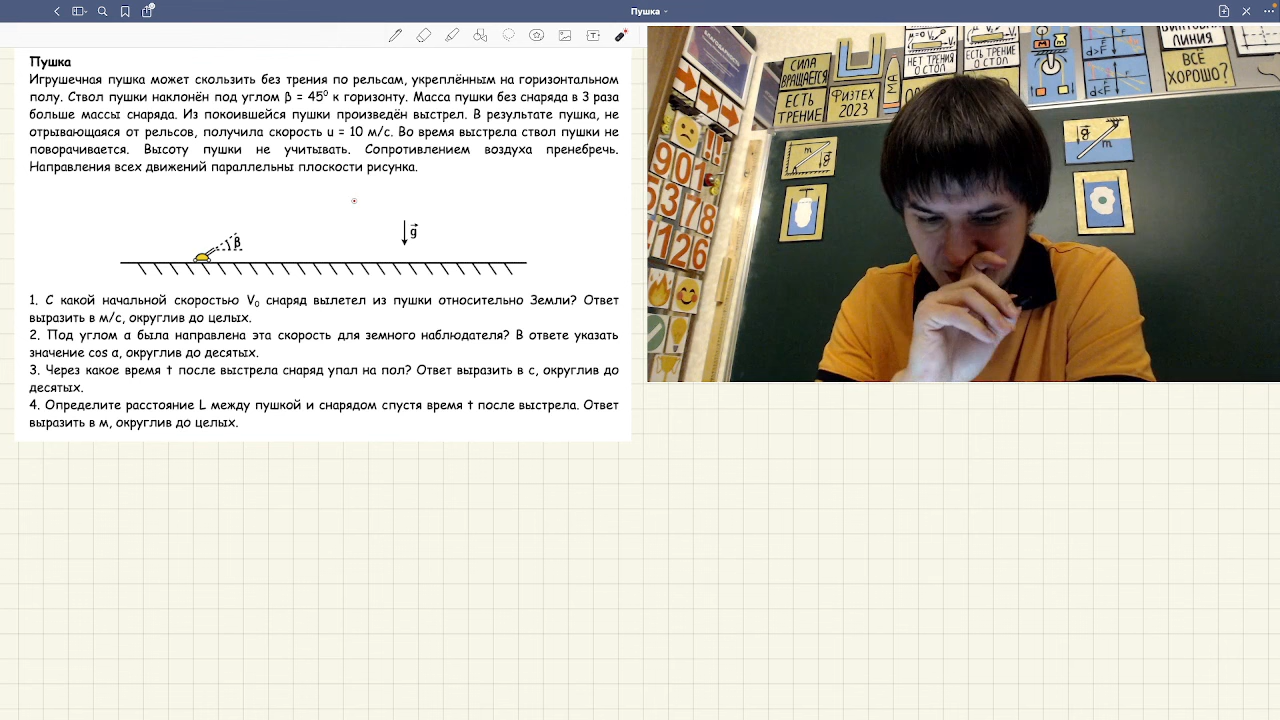 Пушка
Пушка
Игрушечная пушка может скользить без трения по рельсам, укреплённым на горизонтальном
полу. Ствол пушки наклонён под углом β = 45⁰ к горизонту. Масса пушки без снаряда в 3 раза
больше массы снаряда. Из покоившейся пушки произведён выстрел. В результате пушка, не
отрывающаяся от рельсов, получила скорость u = 10 м/с. Во время выстрела ствол пушки не
поворачивается. Высоту пушки не учитывать. Сопротивлением воздуха пренебречь.
Направления всех движений параллельны плоскости рисунка.
β
g
1. С какой начальной скоростью V₀ снаряд вылетел из пушки относительно Земли? Ответ
выразить в м/с, округлив до целых.
2. Под углом α была направлена эта скорость для земного наблюдателя? В ответе указать
значение cos α, округлив до десятых.
3. Через какое время t после выстрела снаряд упал на пол? Ответ выразить в с, округлив до
десятых.
4. Определите расстояние L между пушкой и снарядом спустя время t после выстрела. Ответ
выразить в м, округлив до целых.
БЛАГОДАРНОСТЬ
СИЛА
ВРАЩАЕТСЯ
ЕСТЬ
ТРЕНИЕ
ФИЗТЕХ
2023
НЕТ ТРЕНИЯ
О СТОЛ
ЕСТЬ ТРЕНИЕ
О СТОЛ
d>F
d<F
ЛИНИЯ
ВСЁ
ХОРОШО?
m
g
g
m
!!
901
5378
126